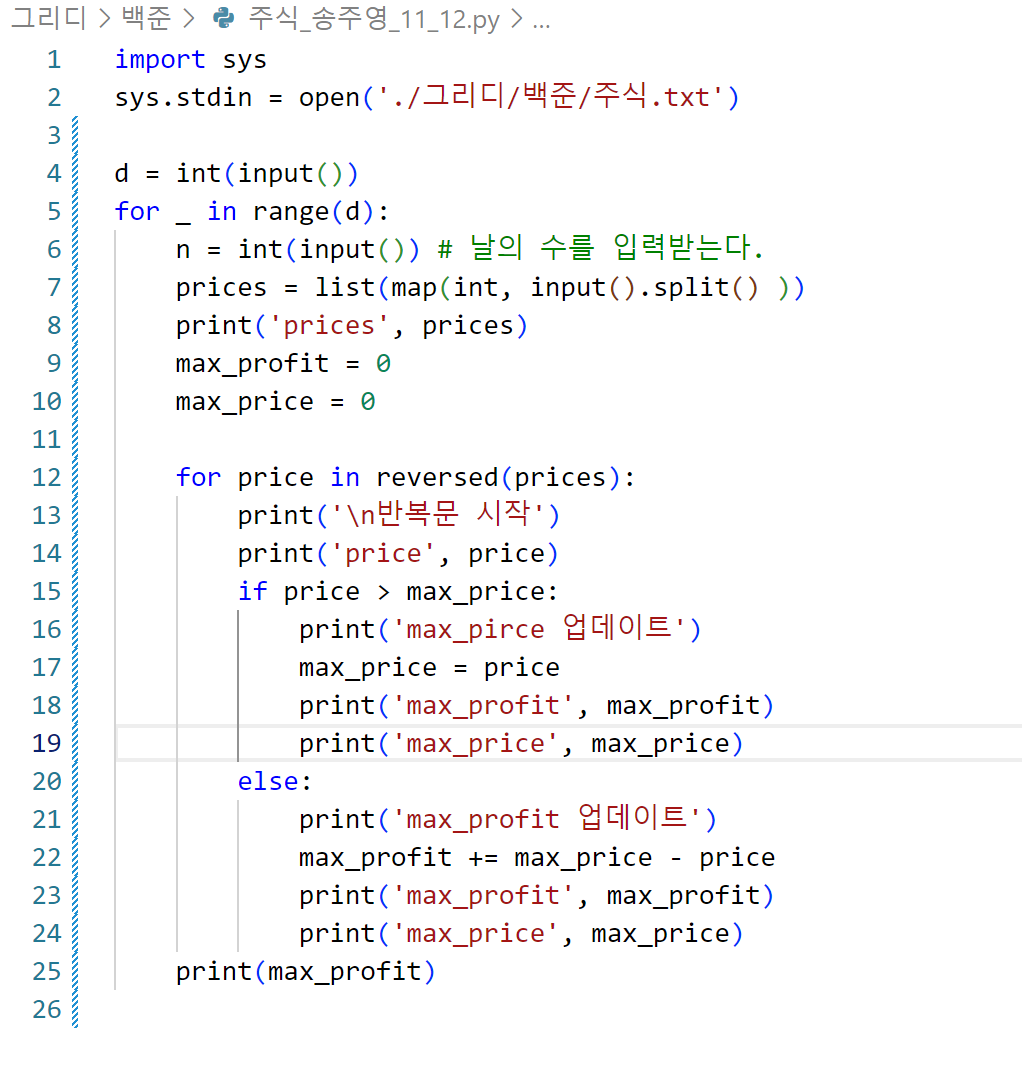 그리디 > 백준 > 주식_송주영_11_12.py > ...
1 import sys
2 sys.stdin = open('./그리디/백준/주식.txt')
3
4 d = int(input())
5 for _ in range(d):
6     n = int(input()) # 날의 수를 입력받는다.
7     prices = list(map(int, input().split() ))
8     print('prices', prices)
9     max_profit = 0
10     max_price = 0
11
12     for price in reversed(prices):
13         print('\n반복문 시작')
14         print('price', price)
15         if price > max_price:
16             print('max_pirce 업데이트')
17             max_price = price
18             print('max_profit', max_profit)
19             print('max_price', max_price)
20         else:
21             print('max_profit 업데이트')
22             max_profit += max_price - price
23             print('max_profit', max_profit)
24             print('max_price', max_price)
25     print(max_profit)
26